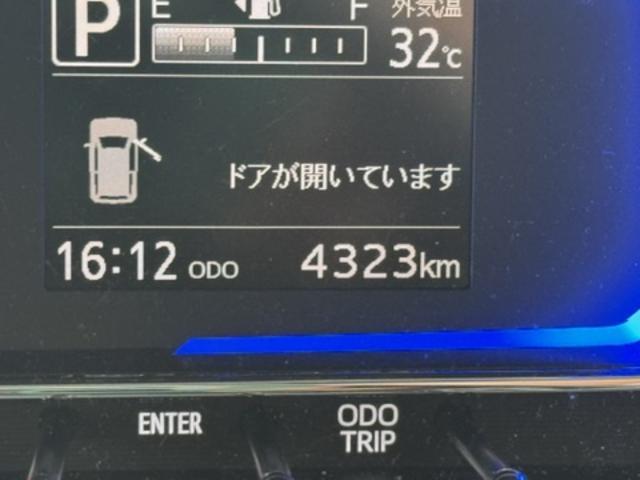 P E F 外気温
32℃
ドアが開いています
16:12 ODO 4323km
ENTER ODO
TRIP